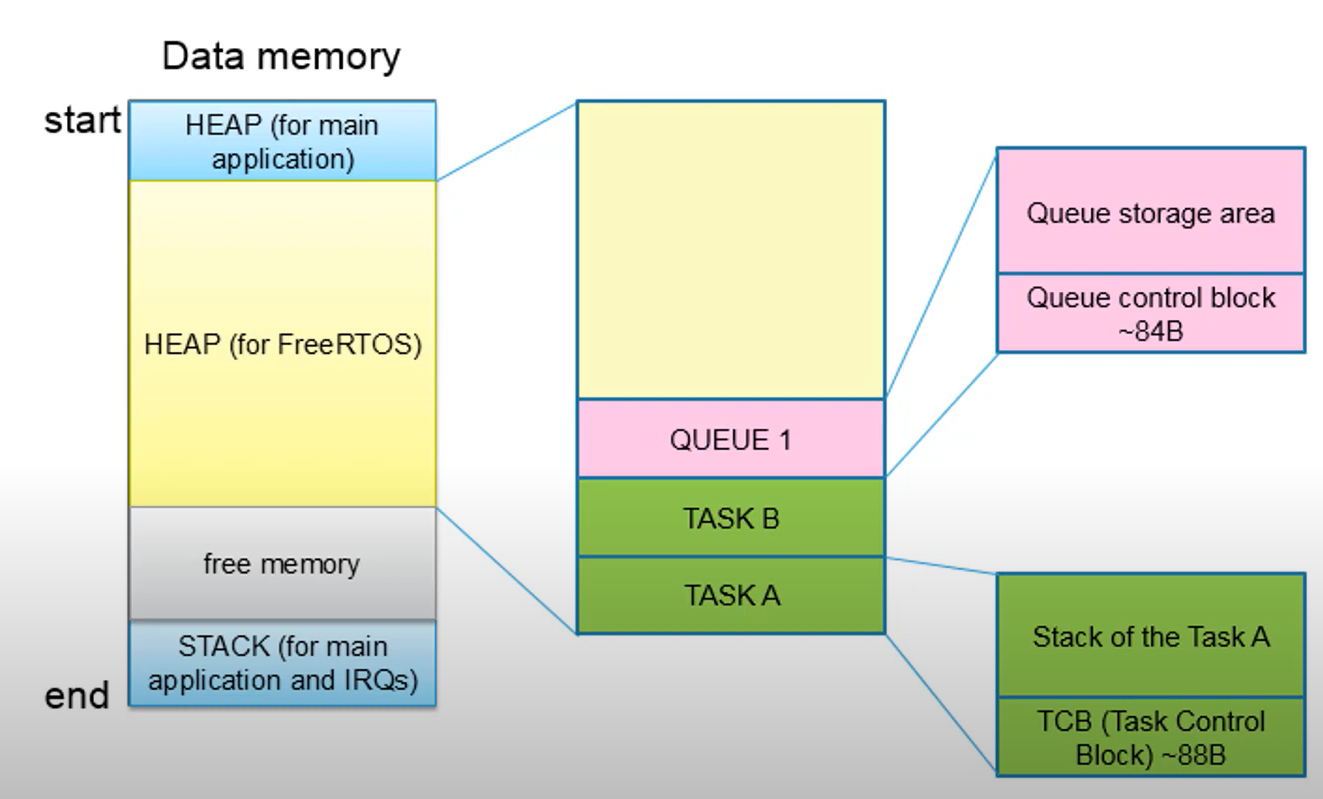 Data memory
start
HEAP (for main
application)
HEAP (for FreeRTOS)
free memory
STACK (for main
application and IRQs)
end
QUEUE 1
TASK B
TASK A
Queue storage area
Queue control block
~84B
Stack of the Task A
TCB (Task Control
Block) ~88B